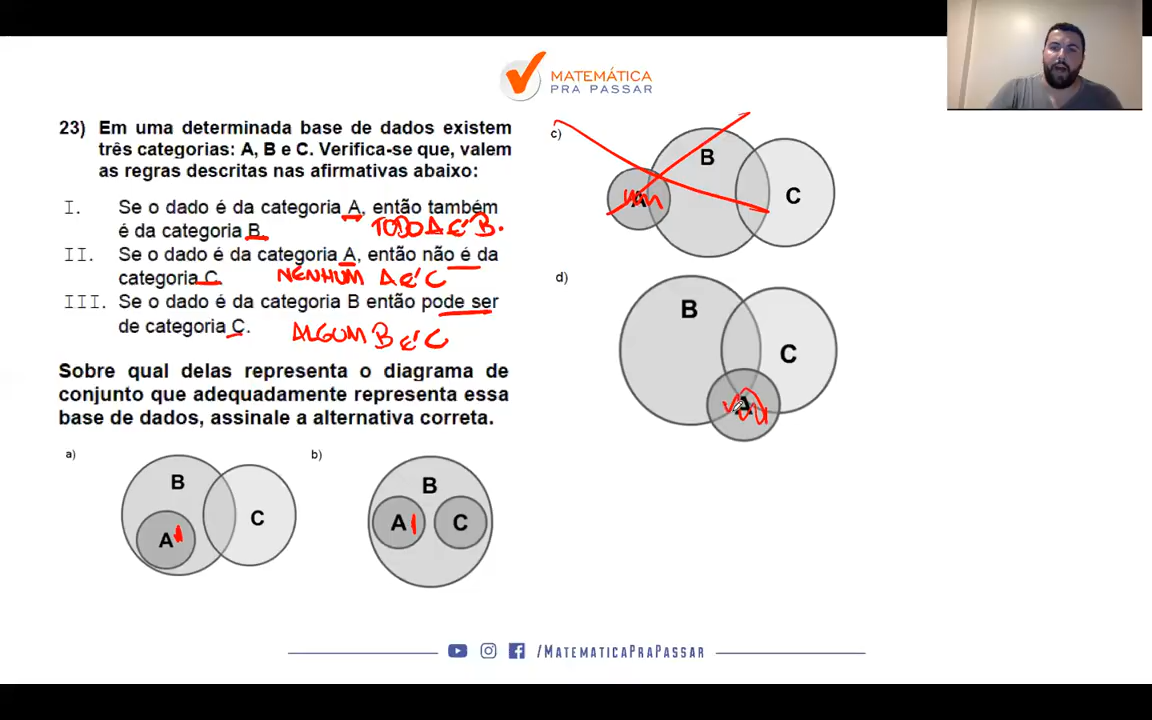 MATEMÁTICA
PRA PASSAR
23) Em uma determinada base de dados existem
três categorias: A, B e C. Verifica-se que, valem
as regras descritas nas afirmativas abaixo:
I. Se o dado é da categoria A, então também
é da categoria B. TODO A É B.
II. Se o dado é da categoria A, então não é da
categoria C. NENHUM A É C
III. Se o dado é da categoria B então pode ser
de categoria C. ALGUM B É C
Sobre qual delas representa o diagrama de
conjunto que adequadamente representa essa
base de dados, assinale a alternativa correta.
a)
B
A
C
b)
B
A
C
c)
B
A
C
d)
B
C
A
/MATEMATICAPRAPASSAR